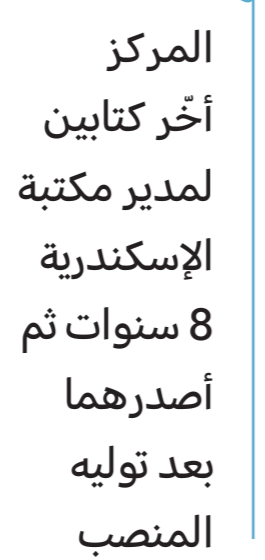 المركز
أخّر كتابين
لمدير مكتبة
الإسكندرية
8 سنوات ثم
أصدرهما
بعد توليه
المنصب